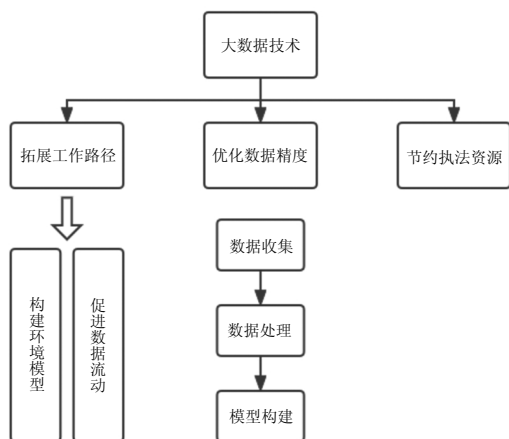 大数据技术
拓展工作路径
优化数据精度
节约执法资源
构建环境模型
促进数据流动
数据收集
数据处理
模型构建